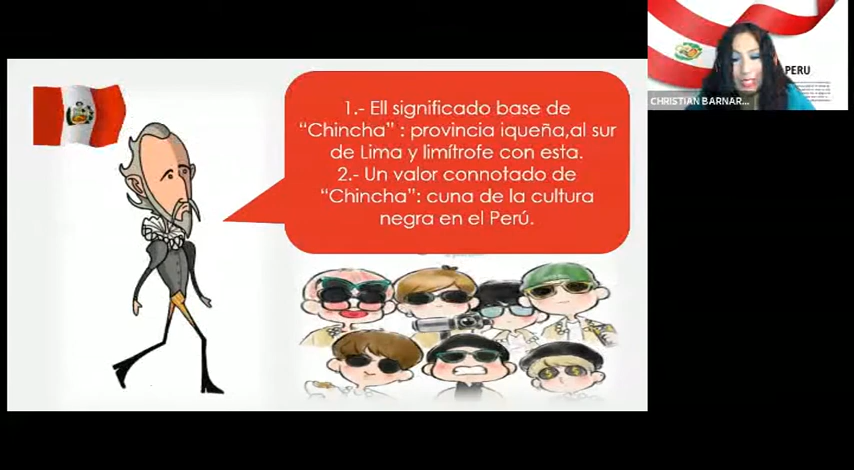 1.- Ell significado base de
“Chincha” : provincia iqueña,al sur
de Lima y limítrofe con esta.
2.- Un valor connotado de
“Chincha”: cuna de la cultura
negra en el Perú.
PERU
CHRISTIAN BARNAR...